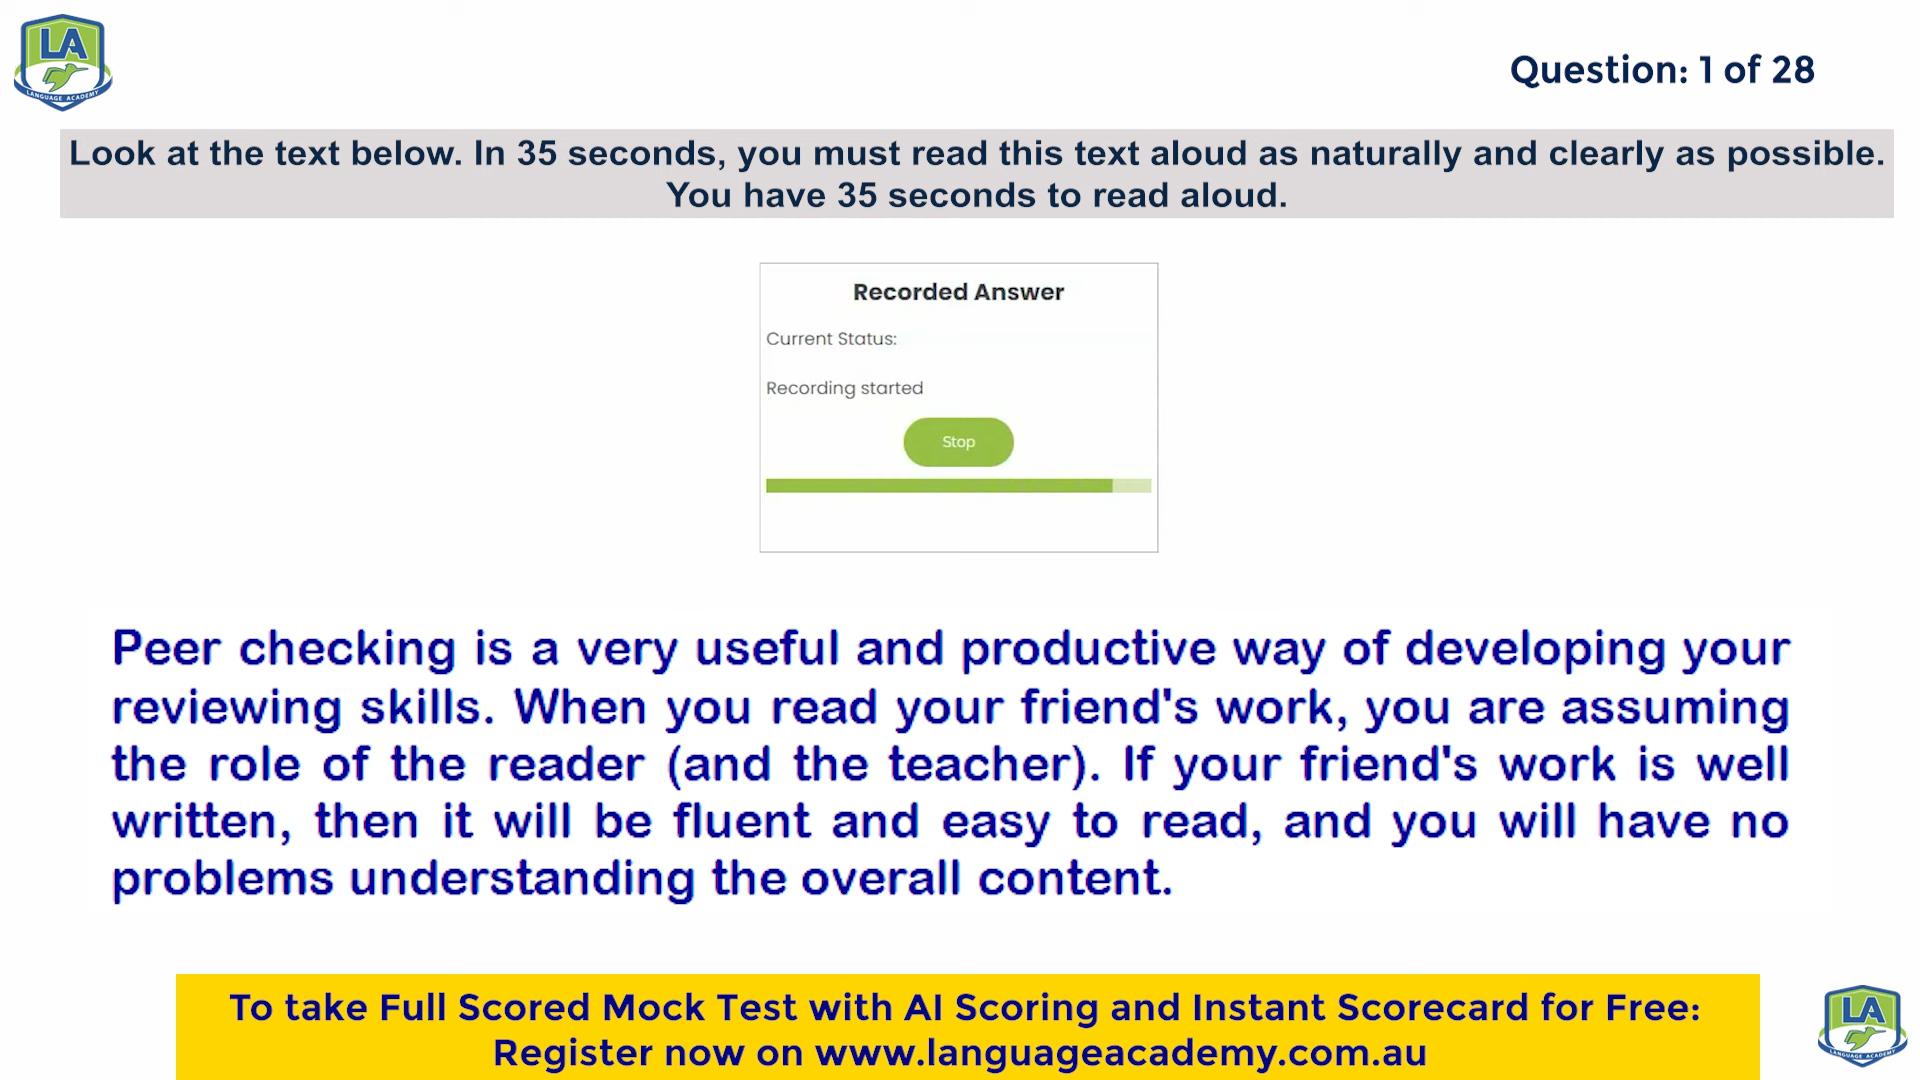 LA
LANGUAGE ACADEMY
Question: 1 of 28
Look at the text below. In 35 seconds, you must read this text aloud as naturally and clearly as possible.
You have 35 seconds to read aloud.
Recorded Answer
Current Status:
Recording started
Stop
Peer checking is a very useful and productive way of developing your
reviewing skills. When you read your friend's work, you are assuming
the role of the reader (and the teacher). If your friend's work is well
written, then it will be fluent and easy to read, and you will have no
problems understanding the overall content.
To take Full Scored Mock Test with AI Scoring and Instant Scorecard for Free:
Register now on www.languageacademy.com.au
LA
LANGUAGE ACADEMY